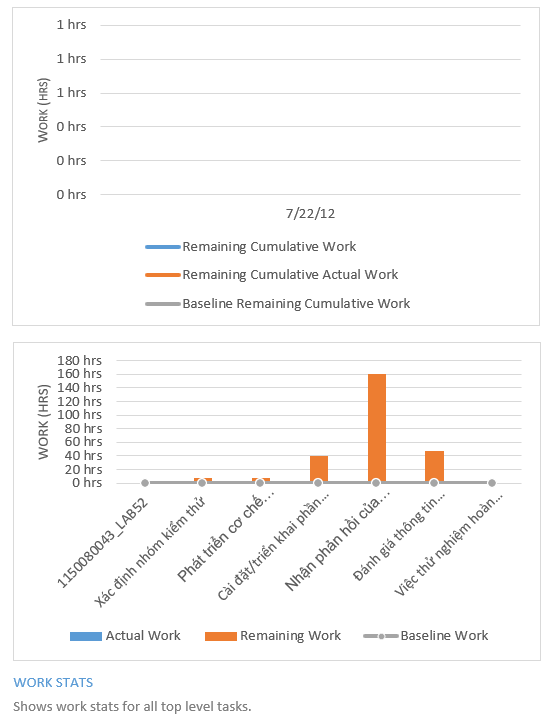 1 hrs
1 hrs
1 hrs
0 hrs
0 hrs
0 hrs
WORK (HRS)
7/22/12
Remaining Cumulative Work
Remaining Cumulative Actual Work
Baseline Remaining Cumulative Work
180 hrs
160 hrs
140 hrs
120 hrs
100 hrs
80 hrs
60 hrs
40 hrs
20 hrs
0 hrs
WORK (HRS)
1150080043_LAB52
Xác định nhóm kiểm thử
Phát triển cơ chế...
Cài đặt/triển khai phần...
Nhận phản hồi của...
Đánh giá thông tin...
Việc thử nghiệm hoàn...
Actual Work
Remaining Work
Baseline Work
WORK STATS
Shows work stats for all top level tasks.